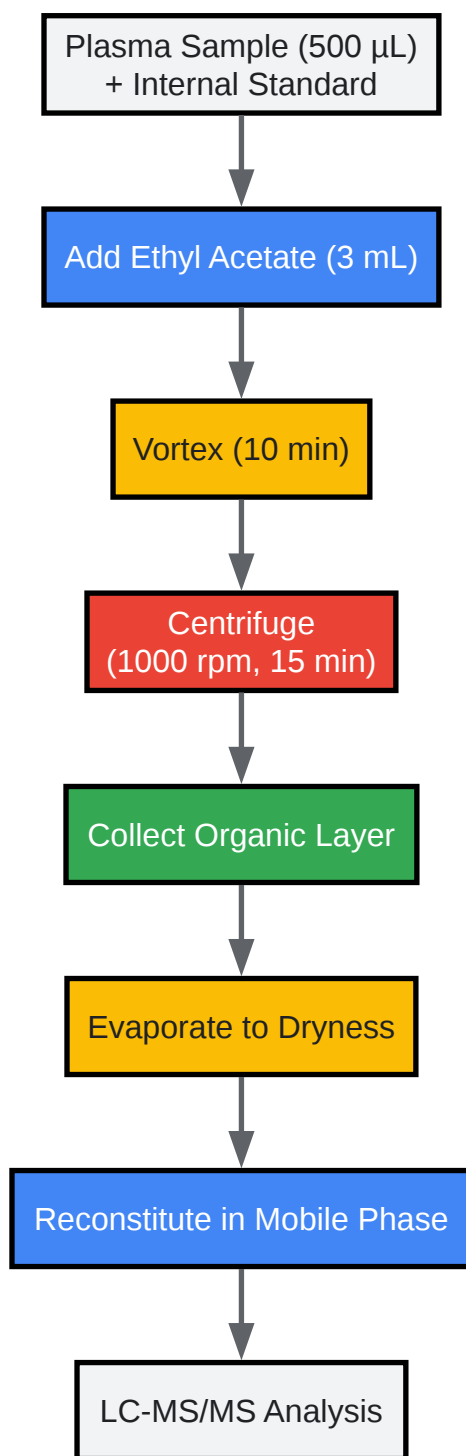 Plasma Sample (500 µL)
+ Internal Standard
Add Ethyl Acetate (3 mL)
Vortex (10 min)
Centrifuge
(1000 rpm, 15 min)
Collect Organic Layer
Evaporate to Dryness
Reconstitute in Mobile Phase
LC-MS/MS Analysis